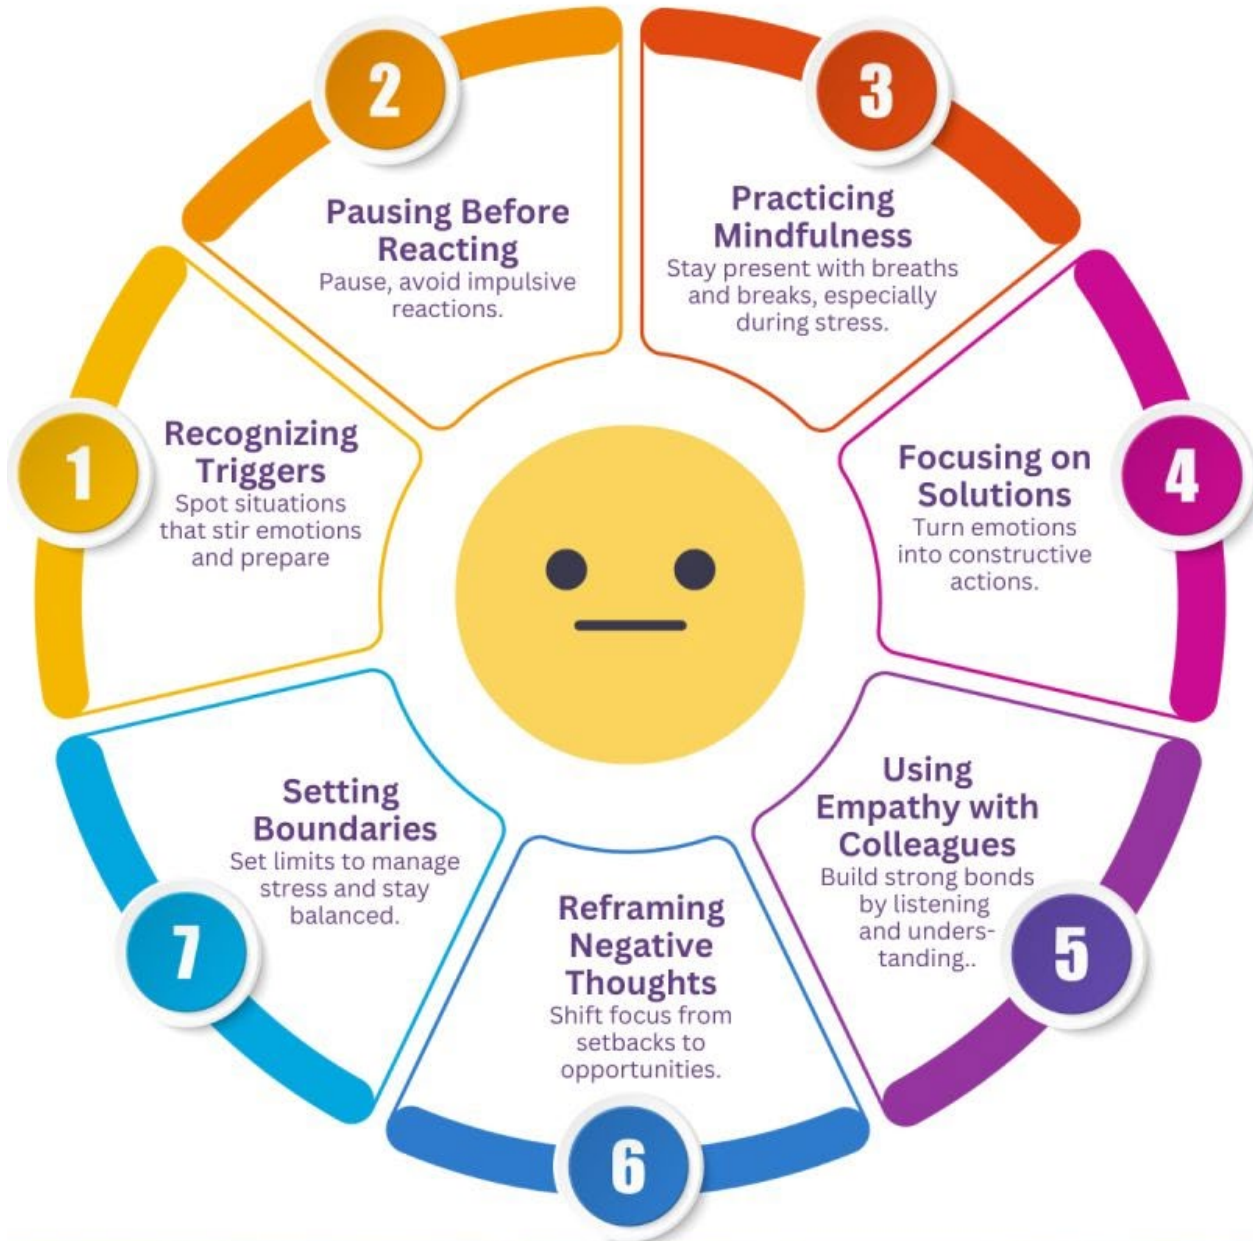 1
Recognizing
Triggers
Spot situations
that stir emotions
and prepare
2
Pausing Before
Reacting
Pause, avoid impulsive
reactions.
3
Practicing
Mindfulness
Stay present with breaths
and breaks, especially
during stress.
4
Focusing on
Solutions
Turn emotions
into constructive
actions.
5
Using
Empathy with
Colleagues
Build strong bonds
by listening
and unders-
tanding..
6
Reframing
Negative
Thoughts
Shift focus from
setbacks to
opportunities.
7
Setting
Boundaries
Set limits to manage
stress and stay
balanced.